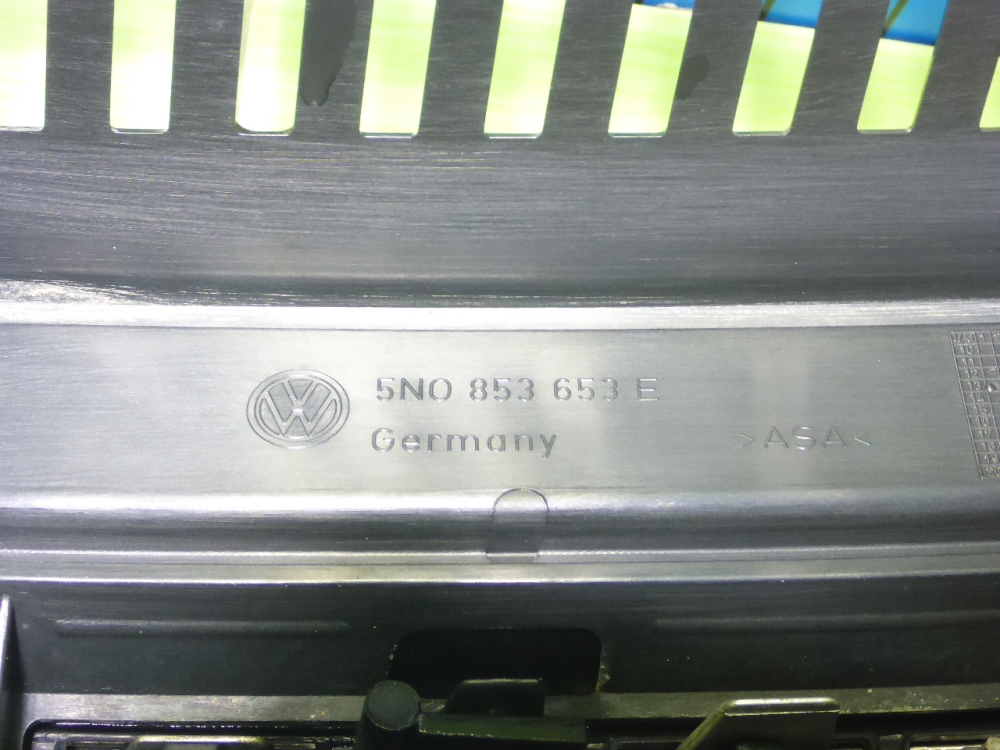 5N0 853 653 E
Germany
>ASA<